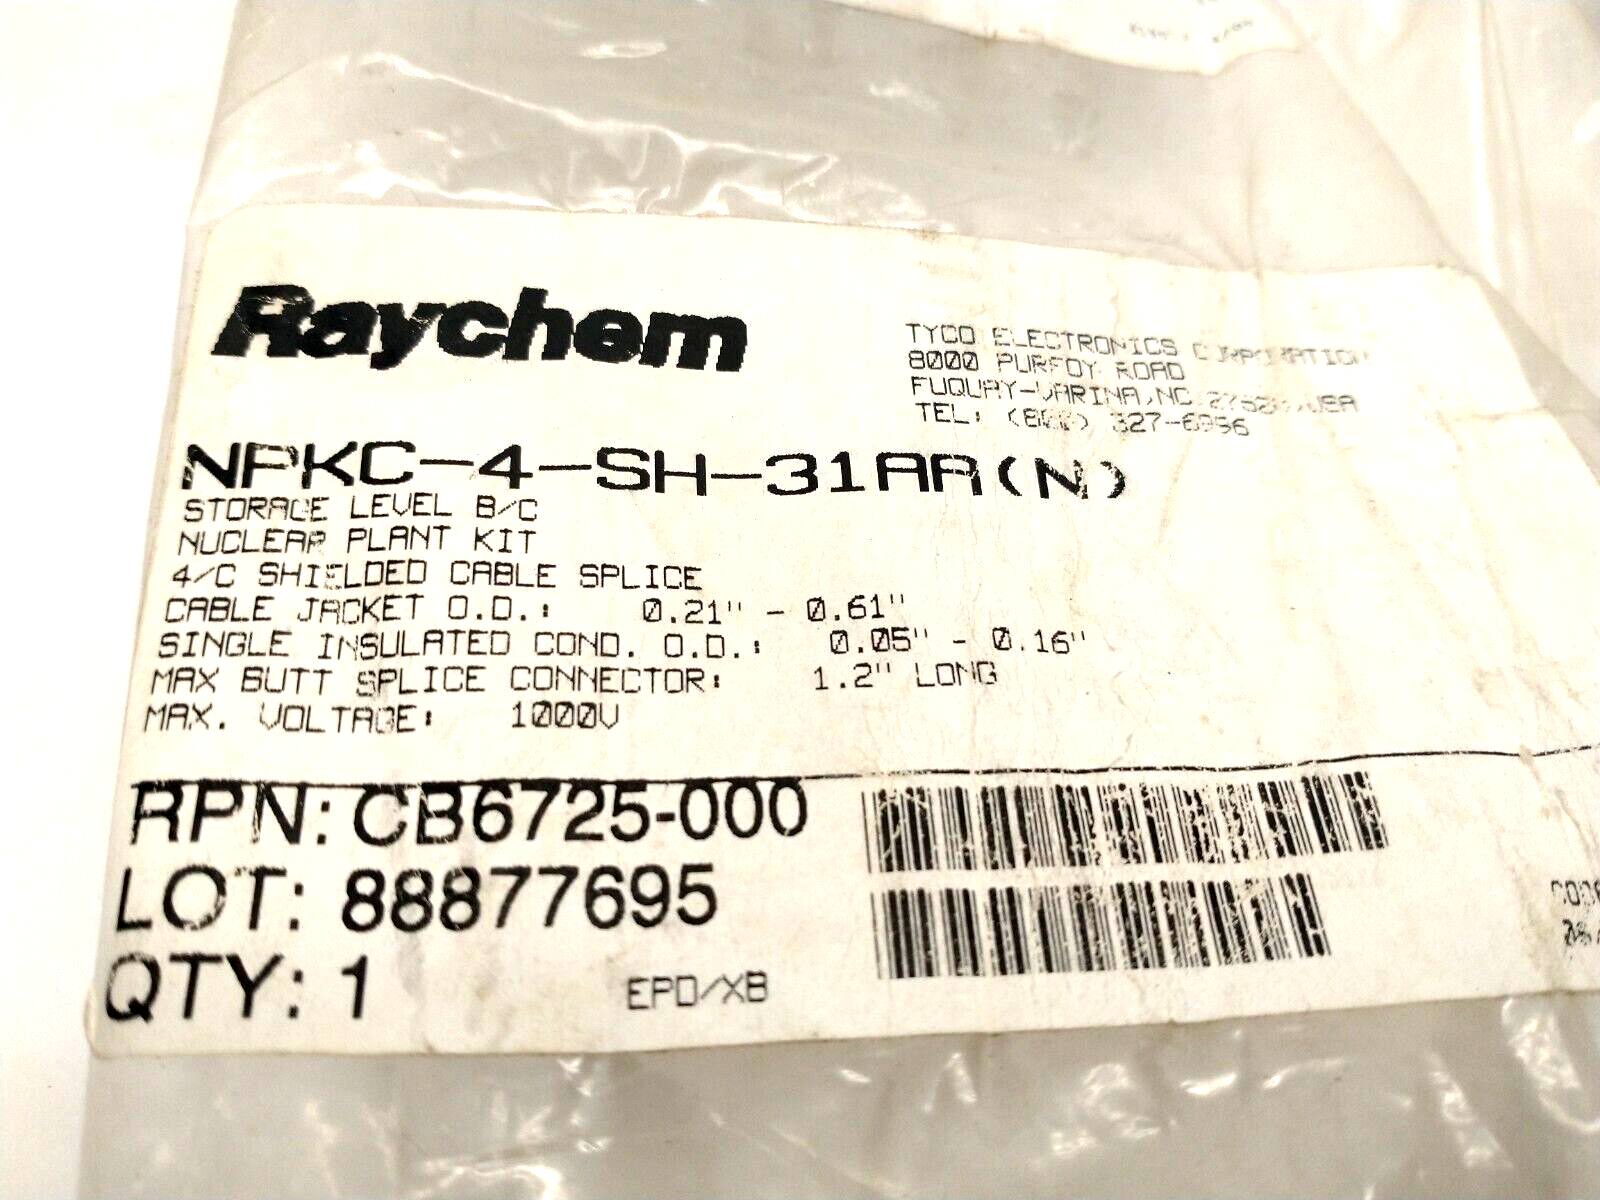 Raychem
TYCO ELECTRONICS CORPORATION
8000 PURFOY ROAD
FUQUAY-VARINA, NC USA
TEL:
NPKC-4-SH-31AA(N)
STORAGE LEVEL B/C
NUCLEAR PLANT KIT
4/C SHIELDED CABLE SPLICE
CABLE JACKET O.D.: 0.21" - 0.61"
SINGLE INSULATED COND. O.D.: 0.05" - 0.16"
MAX BUTT SPLICE CONNECTOR: 1.2" LONG
MAX. VOLTAGE: 1000V
RPN: CB6725-000
LOT: 88877695
QTY: 1
EPD/XB